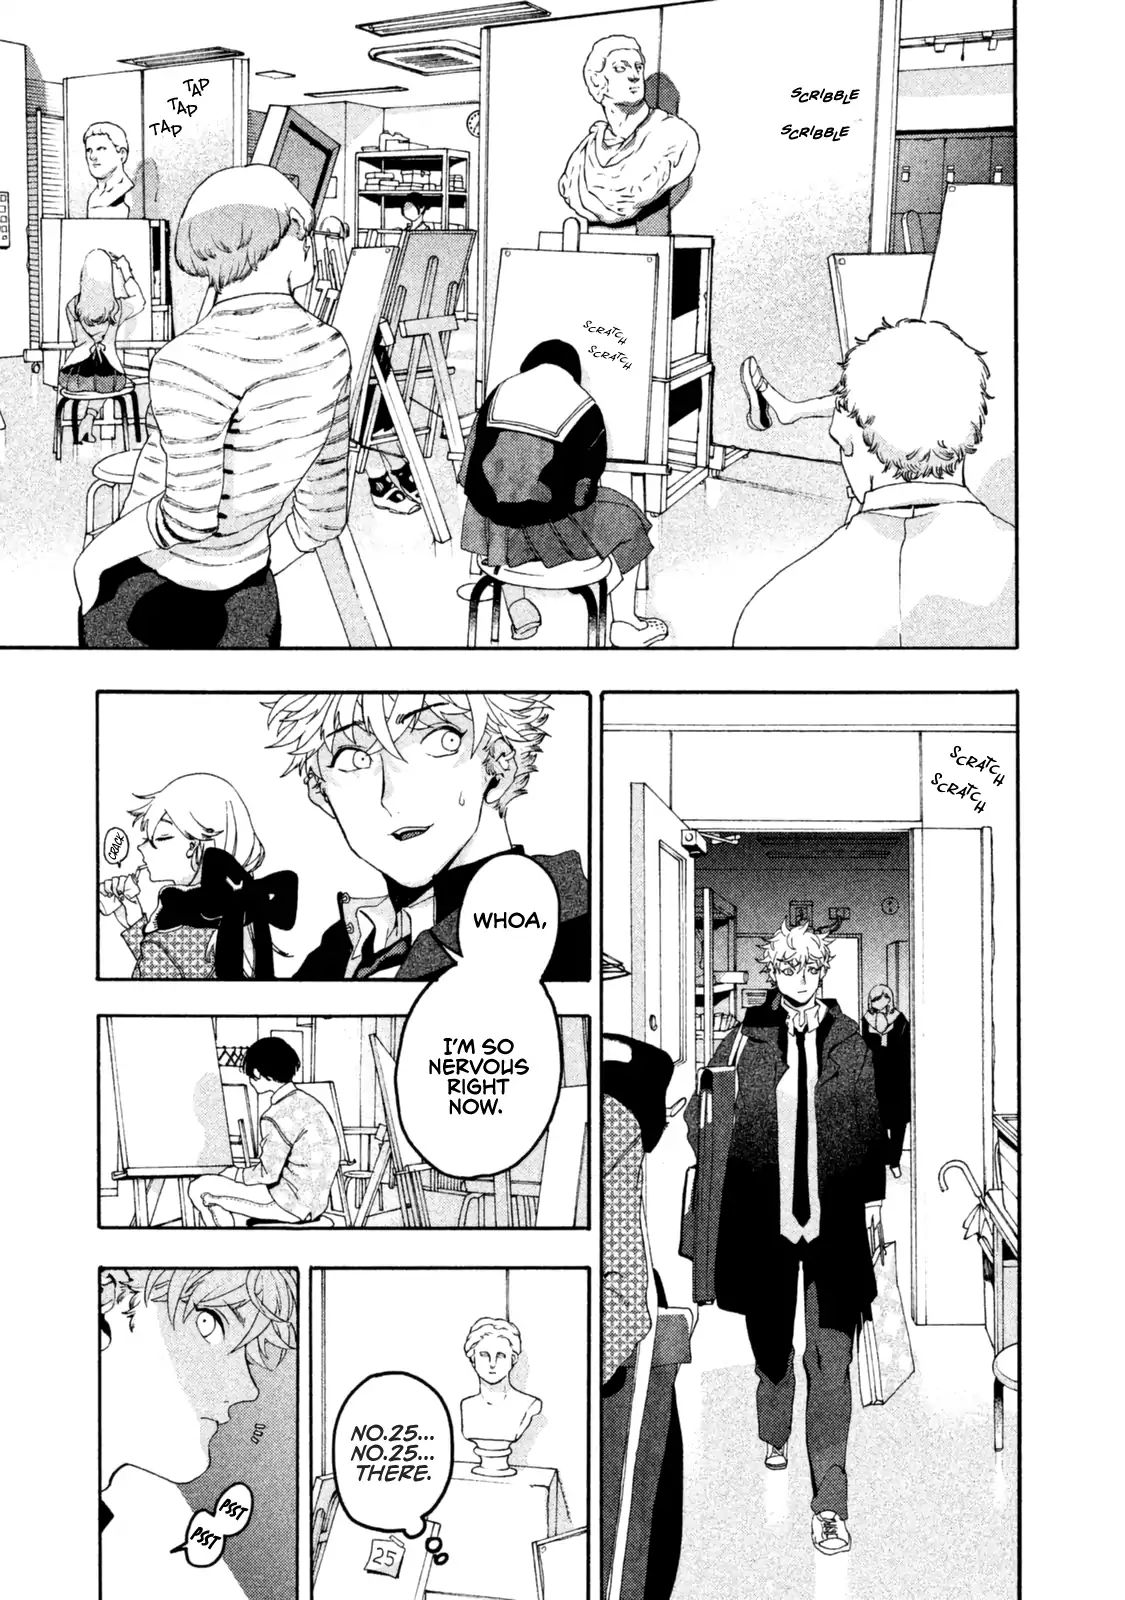 SCRIBBLE
SCRIBBLE
TAP
TAP
TAP
SCRATCH
SCRATCH
SCRATCH
SCRATCH
CRACK
WHOA,
I'M SO
NERVOUS
RIGHT
NOW.
NO.25...
NO.25...
THERE.
25
PSST
PSST